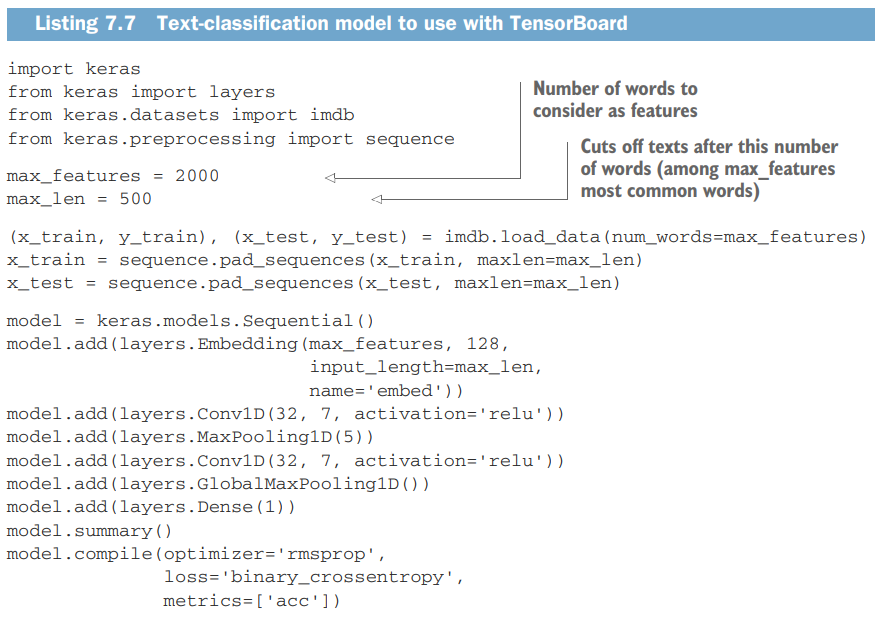 Listing 7.7 Text-classification model to use with TensorBoard
import keras
from keras import layers
from keras.datasets import imdb
from keras.preprocessing import sequence
Number of words to
consider as features
max_features = 2000
max_len = 500
Cuts off texts after this number
of words (among max_features
most common words)
(x_train, y_train), (x_test, y_test) = imdb.load_data(num_words=max_features)
x_train = sequence.pad_sequences(x_train, maxlen=max_len)
x_test = sequence.pad_sequences(x_test, maxlen=max_len)
model = keras.models.Sequential()
model.add(layers.Embedding(max_features, 128,
                           input_length=max_len,
                           name='embed'))
model.add(layers.Conv1D(32, 7, activation='relu'))
model.add(layers.MaxPooling1D(5))
model.add(layers.Conv1D(32, 7, activation='relu'))
model.add(layers.GlobalMaxPooling1D())
model.add(layers.Dense(1))
model.summary()
model.compile(optimizer='rmsprop',
              loss='binary_crossentropy',
              metrics=['acc'])